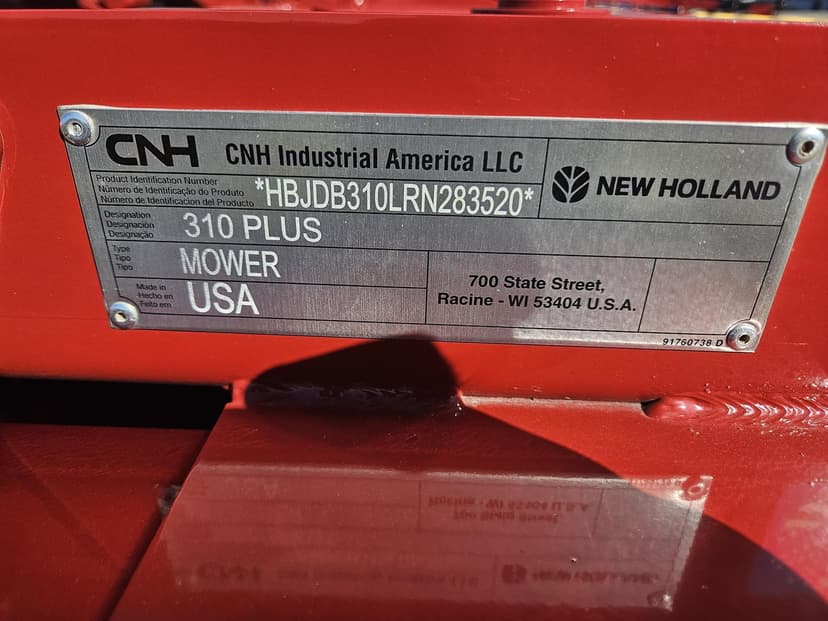 CNH CNH Industrial America LLC
Product Identification Number
Número de Identificação do Produto
Número de Identificacion del Producto
*HBJDB310LRN283520*
NEW HOLLAND
Designation
Designación
Designação
310 PLUS
Type
Tipo
Tipo
MOWER
Made in
Hecho en
Feito em
USA
700 State Street,
Racine - WI 53404 U.S.A.
91760738 D